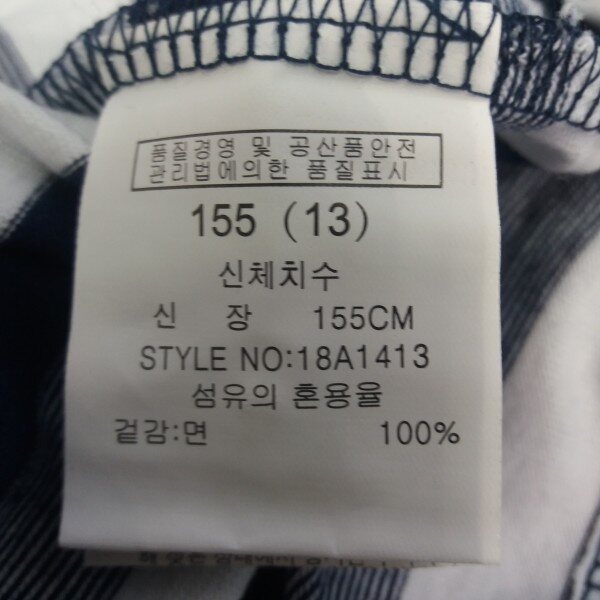 품질경영 및 공산품안전
관리법에의한 품질표시
155 (13)
신체치수
신 장 155CM
STYLE NO:18A1413
섬유의 혼용율
겉감:면 100%